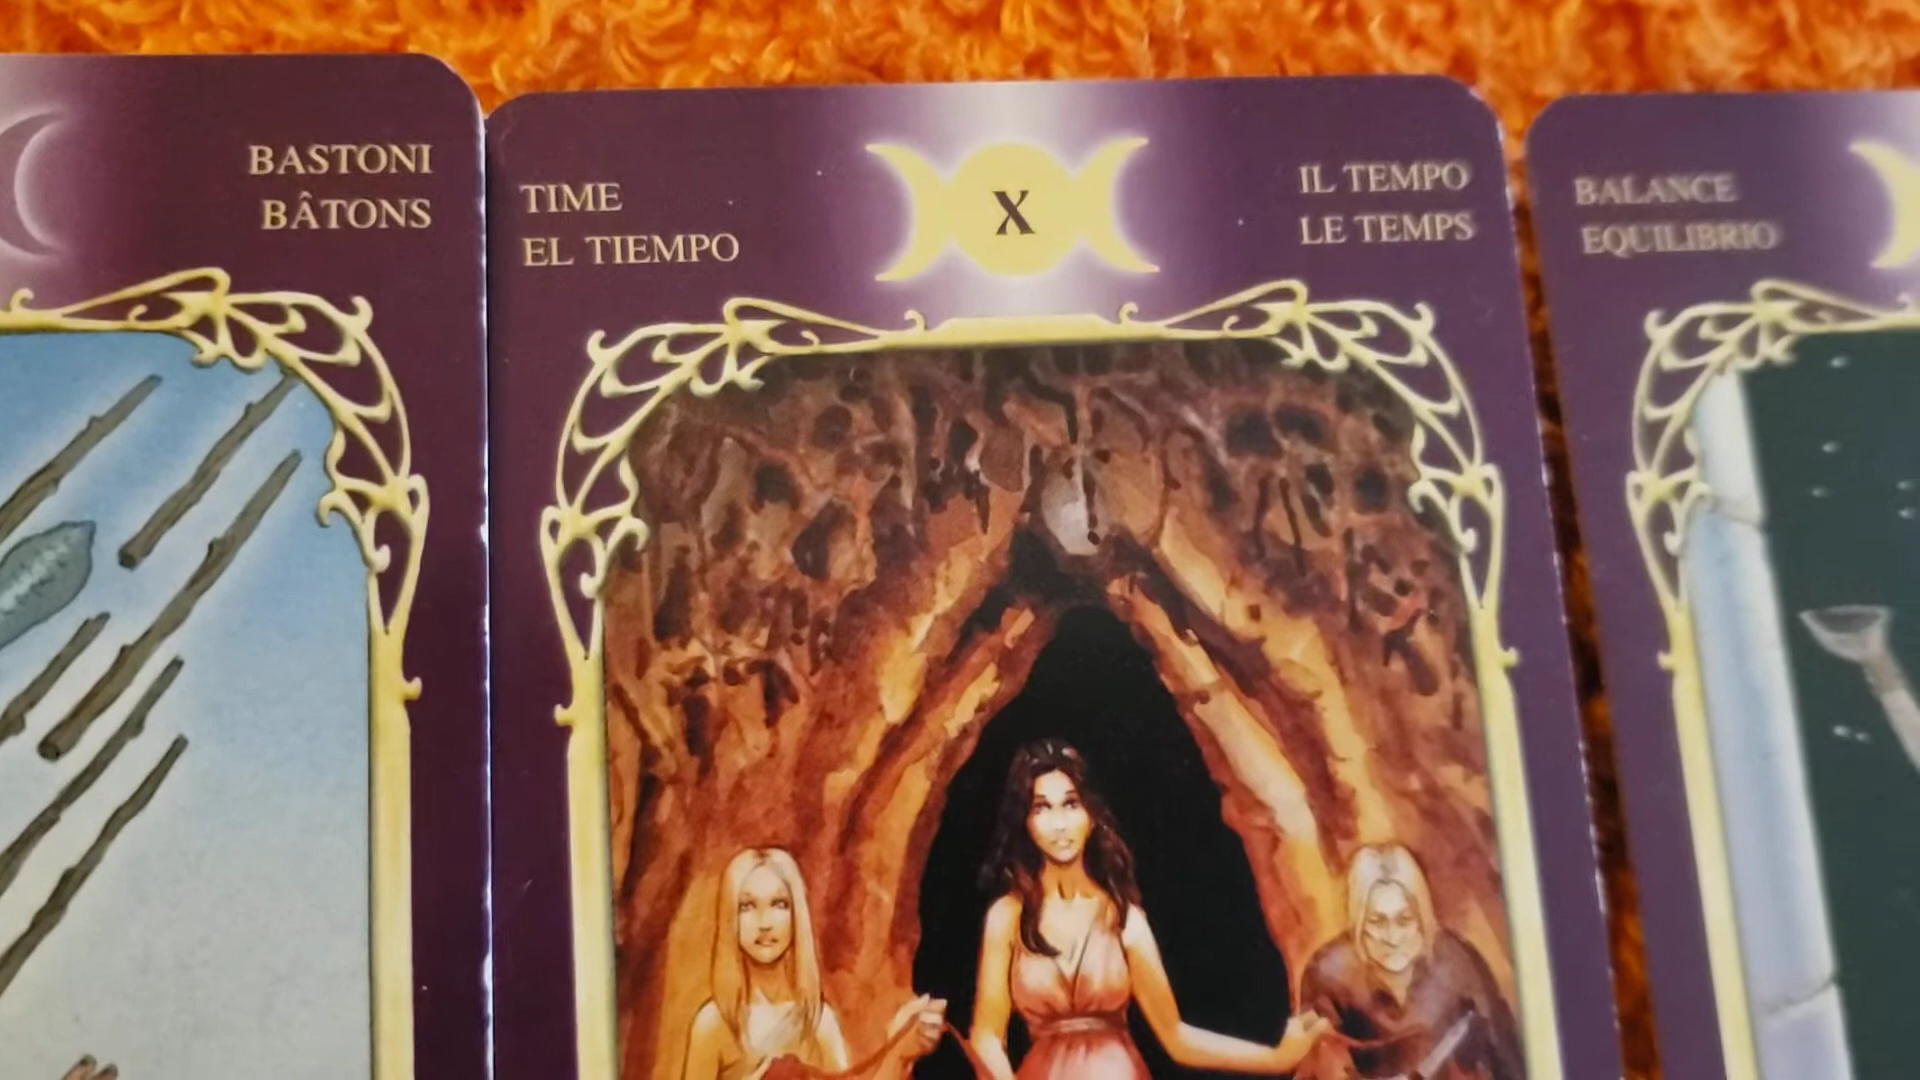 BASTONI
BÂTONS
TIME
EL TIEMPO
X
IL TEMPO
LE TEMPS
BALANCE
EQUILIBRIO